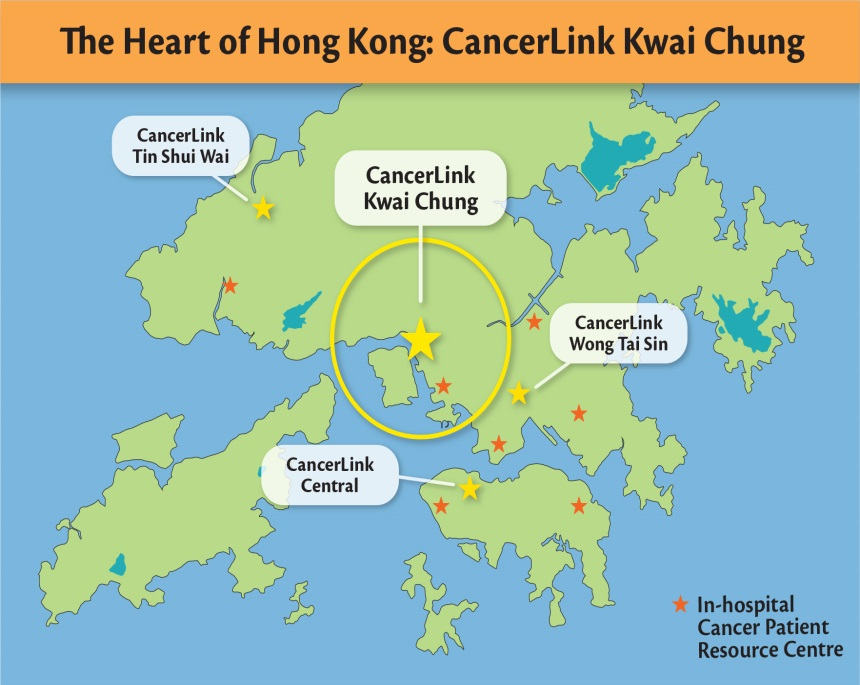 The Heart of Hong Kong: CancerLink Kwai Chung
CancerLink
Tin Shui Wai
CancerLink
Kwai Chung
CancerLink
Wong Tai Sin
CancerLink
Central
In-hospital
Cancer Patient
Resource Centre